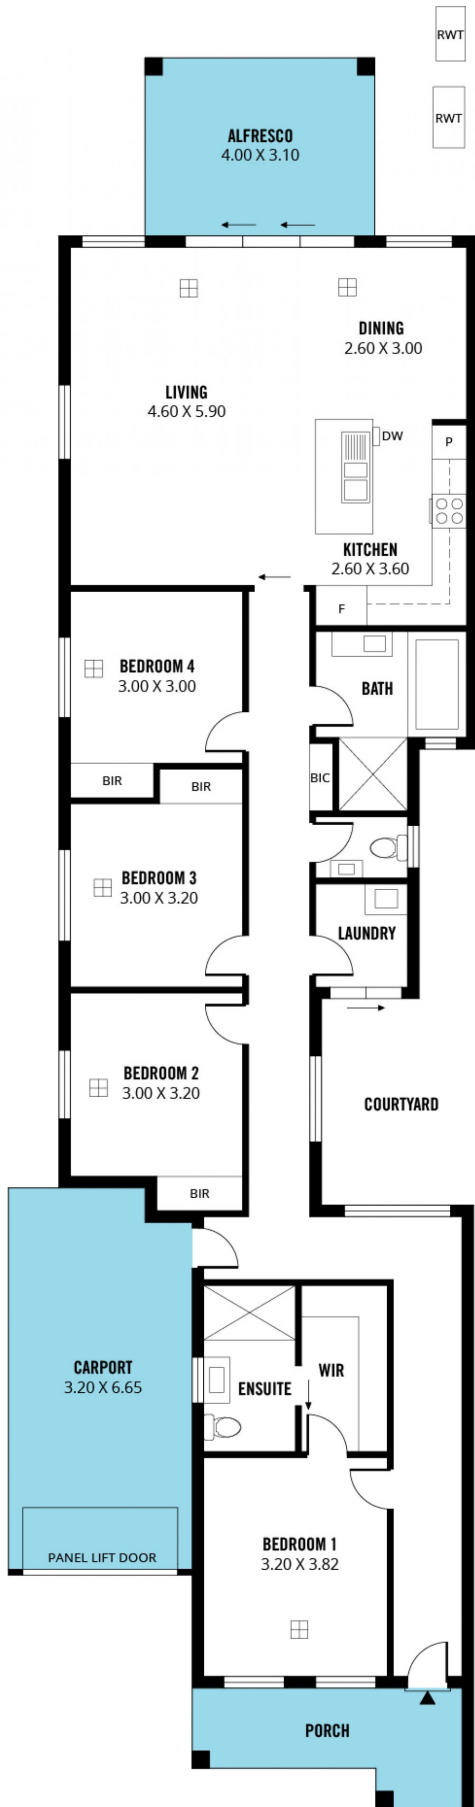 RWT
RWT
ALFRESCO
4.00 X 3.10
DINING
2.60 X 3.00
LIVING
4.60 X 5.90
DW
P
KITCHEN
2.60 X 3.60
F
BEDROOM 4
3.00 X 3.00
BATH
BIR
BIR
BIC
BEDROOM 3
3.00 X 3.20
LAUNDRY
BEDROOM 2
3.00 X 3.20
COURTYARD
BIR
CARPORT
3.20 X 6.65
ENSUITE
WIR
PANEL LIFT DOOR
BEDROOM 1
3.20 X 3.82
PORCH